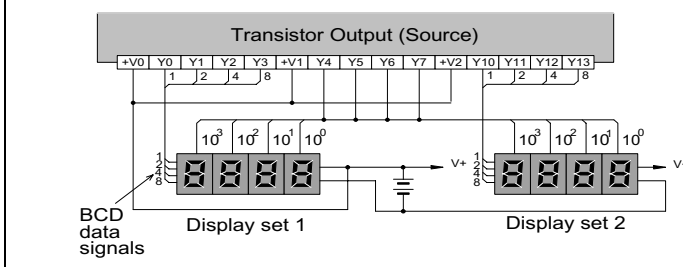 Transistor Output (Source)
+V0 Y0 Y1 Y2 Y3 +V1 Y4 Y5 Y6 Y7 +V2 Y10 Y11 Y12 Y13
1 2 4 8 1 2 4 8
10³ 10² 10¹ 10⁰ 10³ 10² 10¹ 10⁰
1
2
4
8
V+
1
2
4
8
V+
BCD
data
signals
Display set 1
Display set 2